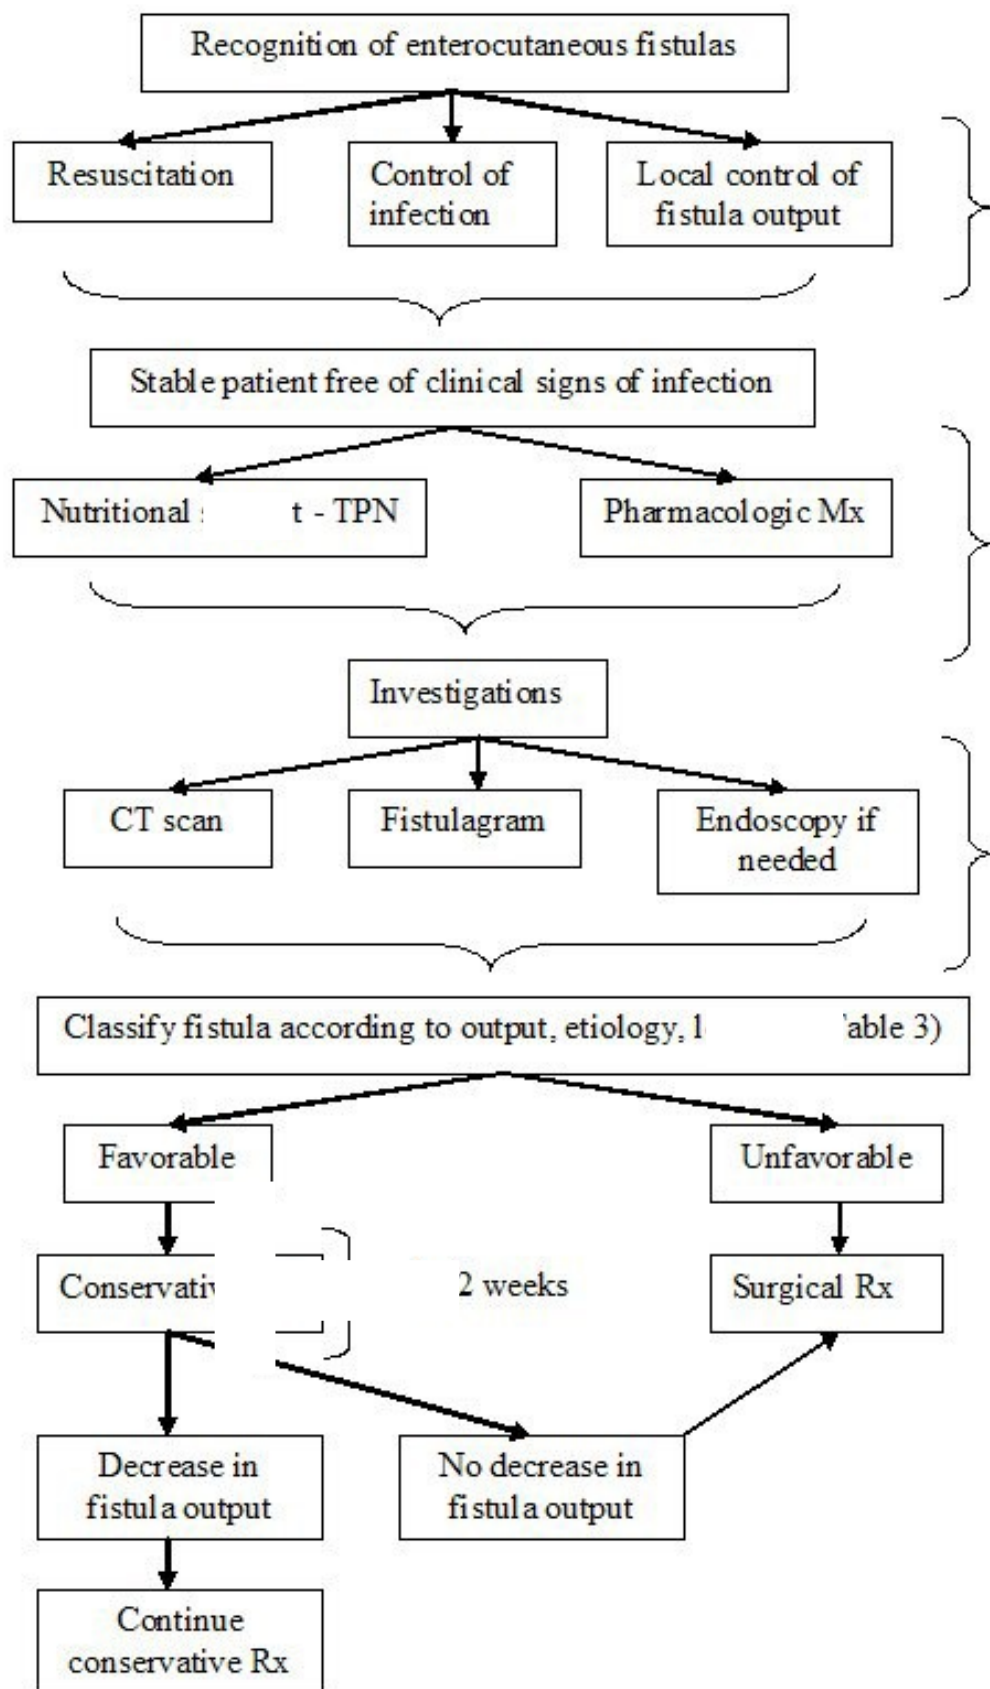 Recognition of enterocutaneous fistulas
Resuscitation
Control of
infection
Local control of
fistula output
Stable patient free of clinical signs of infection
Nutritional - TPN
Pharmacologic Mx
Investigations
CT scan
Fistulagram
Endoscopy if
needed
Classify fistula according to output, etiology, 3)
Favorable
Unfavorable
2 weeks
Surgical Rx
Decrease in
fistula output
No decrease in
fistula output
Continue
conservative Rx